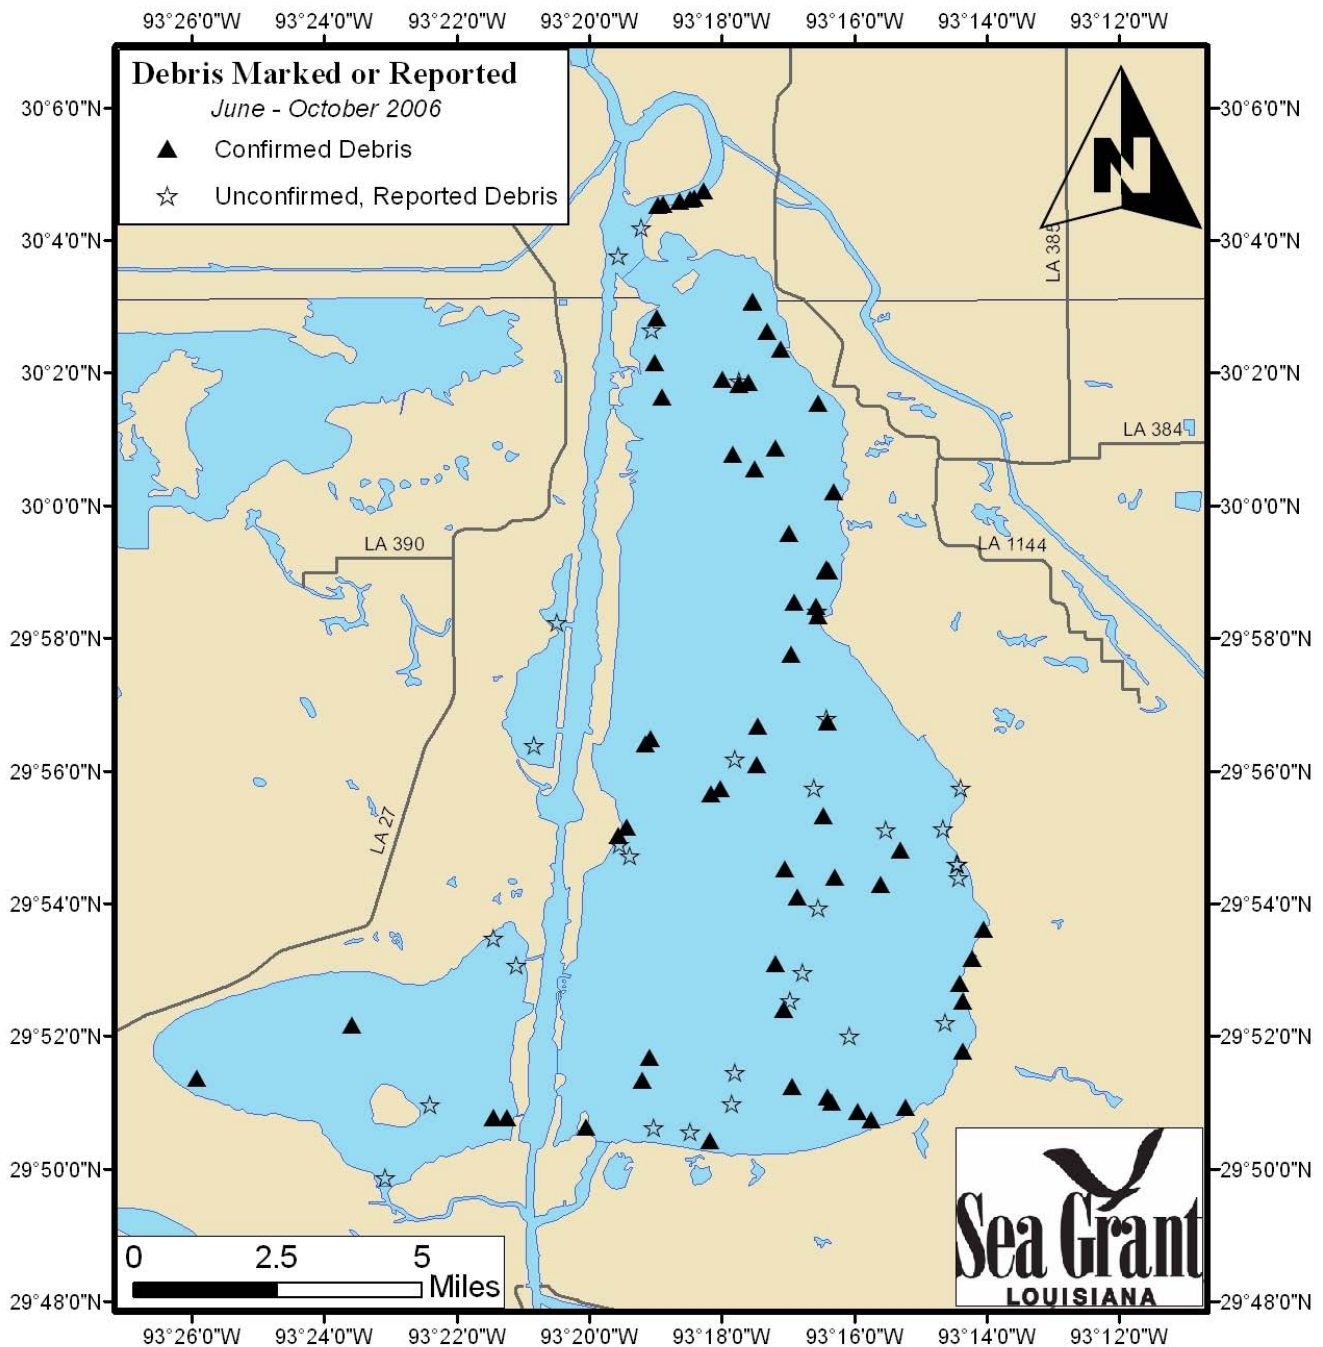 93°26'0"W 93°24'0"W 93°22'0"W 93°20'0"W 93°18'0"W 93°16'0"W 93°14'0"W 93°12'0"W
Debris Marked or Reported
June - October 2006
Confirmed Debris
Unconfirmed, Reported Debris
N
30°6'0"N 30°6'0"N
30°4'0"N 30°4'0"N
LA 385
30°2'0"N 30°2'0"N
LA 384
30°0'0"N 30°0'0"N
LA 390
LA 1144
29°58'0"N 29°58'0"N
29°56'0"N 29°56'0"N
LA 27
29°54'0"N 29°54'0"N
29°52'0"N 29°52'0"N
29°50'0"N 29°50'0"N
0 2.5 5
Miles
Sea Grant
LOUISIANA
29°48'0"N 29°48'0"N
93°26'0"W 93°24'0"W 93°22'0"W 93°20'0"W 93°18'0"W 93°16'0"W 93°14'0"W 93°12'0"W